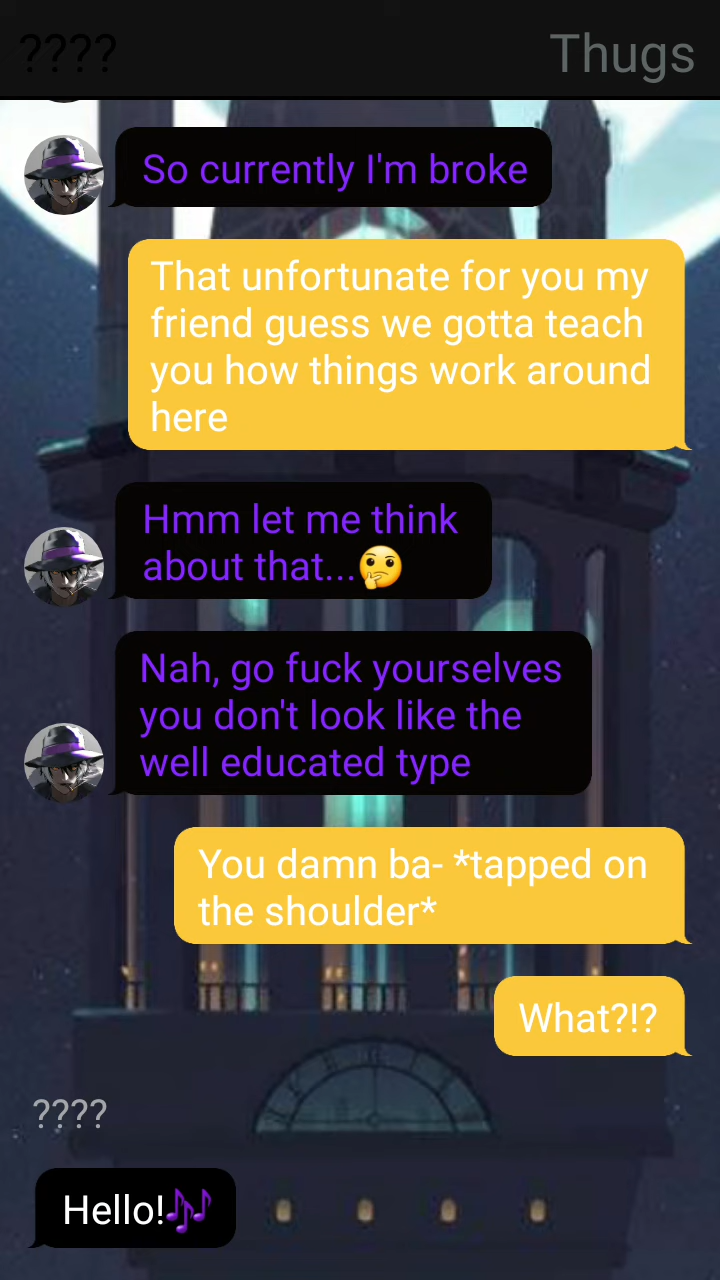 ???? Thugs
So currently I'm broke
That unfortunate for you my
friend guess we gotta teach
you how things work around
here
Hmm let me think
about that...🤔
Nah, go fuck yourselves
you don't look like the
well educated type
You damn ba- *tapped on
the shoulder*
What?!?
????
Hello!🎶